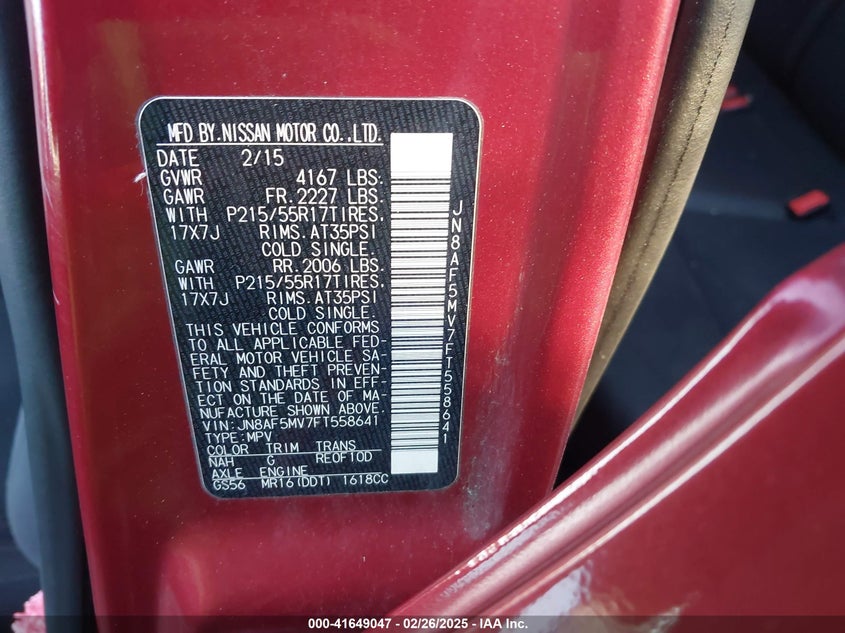 MFD BY.NISSAN MOTOR CO.,LTD.
DATE 2/15
GVWR 4167 LBS.
GAWR FR.2227 LBS.
WITH P215/55R17TIRES.
17X7J RIMS.AT35PSI
COLD SINGLE.
GAWR RR.2006 LBS.
WITH P215/55R17TIRES.
17X7J RIMS.AT35PSI
COLD SINGLE.
THIS VEHICLE CONFORMS
TO ALL APPLICABLE FED-
ERAL MOTOR VEHICLE SA-
FETY AND THEFT PREVEN-
TION STANDARDS IN EFF-
ECT ON THE DATE OF MA-
NUFACTURE SHOWN ABOVE.
VIN:JN8AF5MV7FT558641
TYPE:MPV
COLOR TRIM TRANS
NAH G RE0F10D
AXLE ENGINE
GS56 MR16(DDT) 1618CC
JN8AF5MV7FT558641
000-41649047 - 02/26/2025 - IAA Inc.